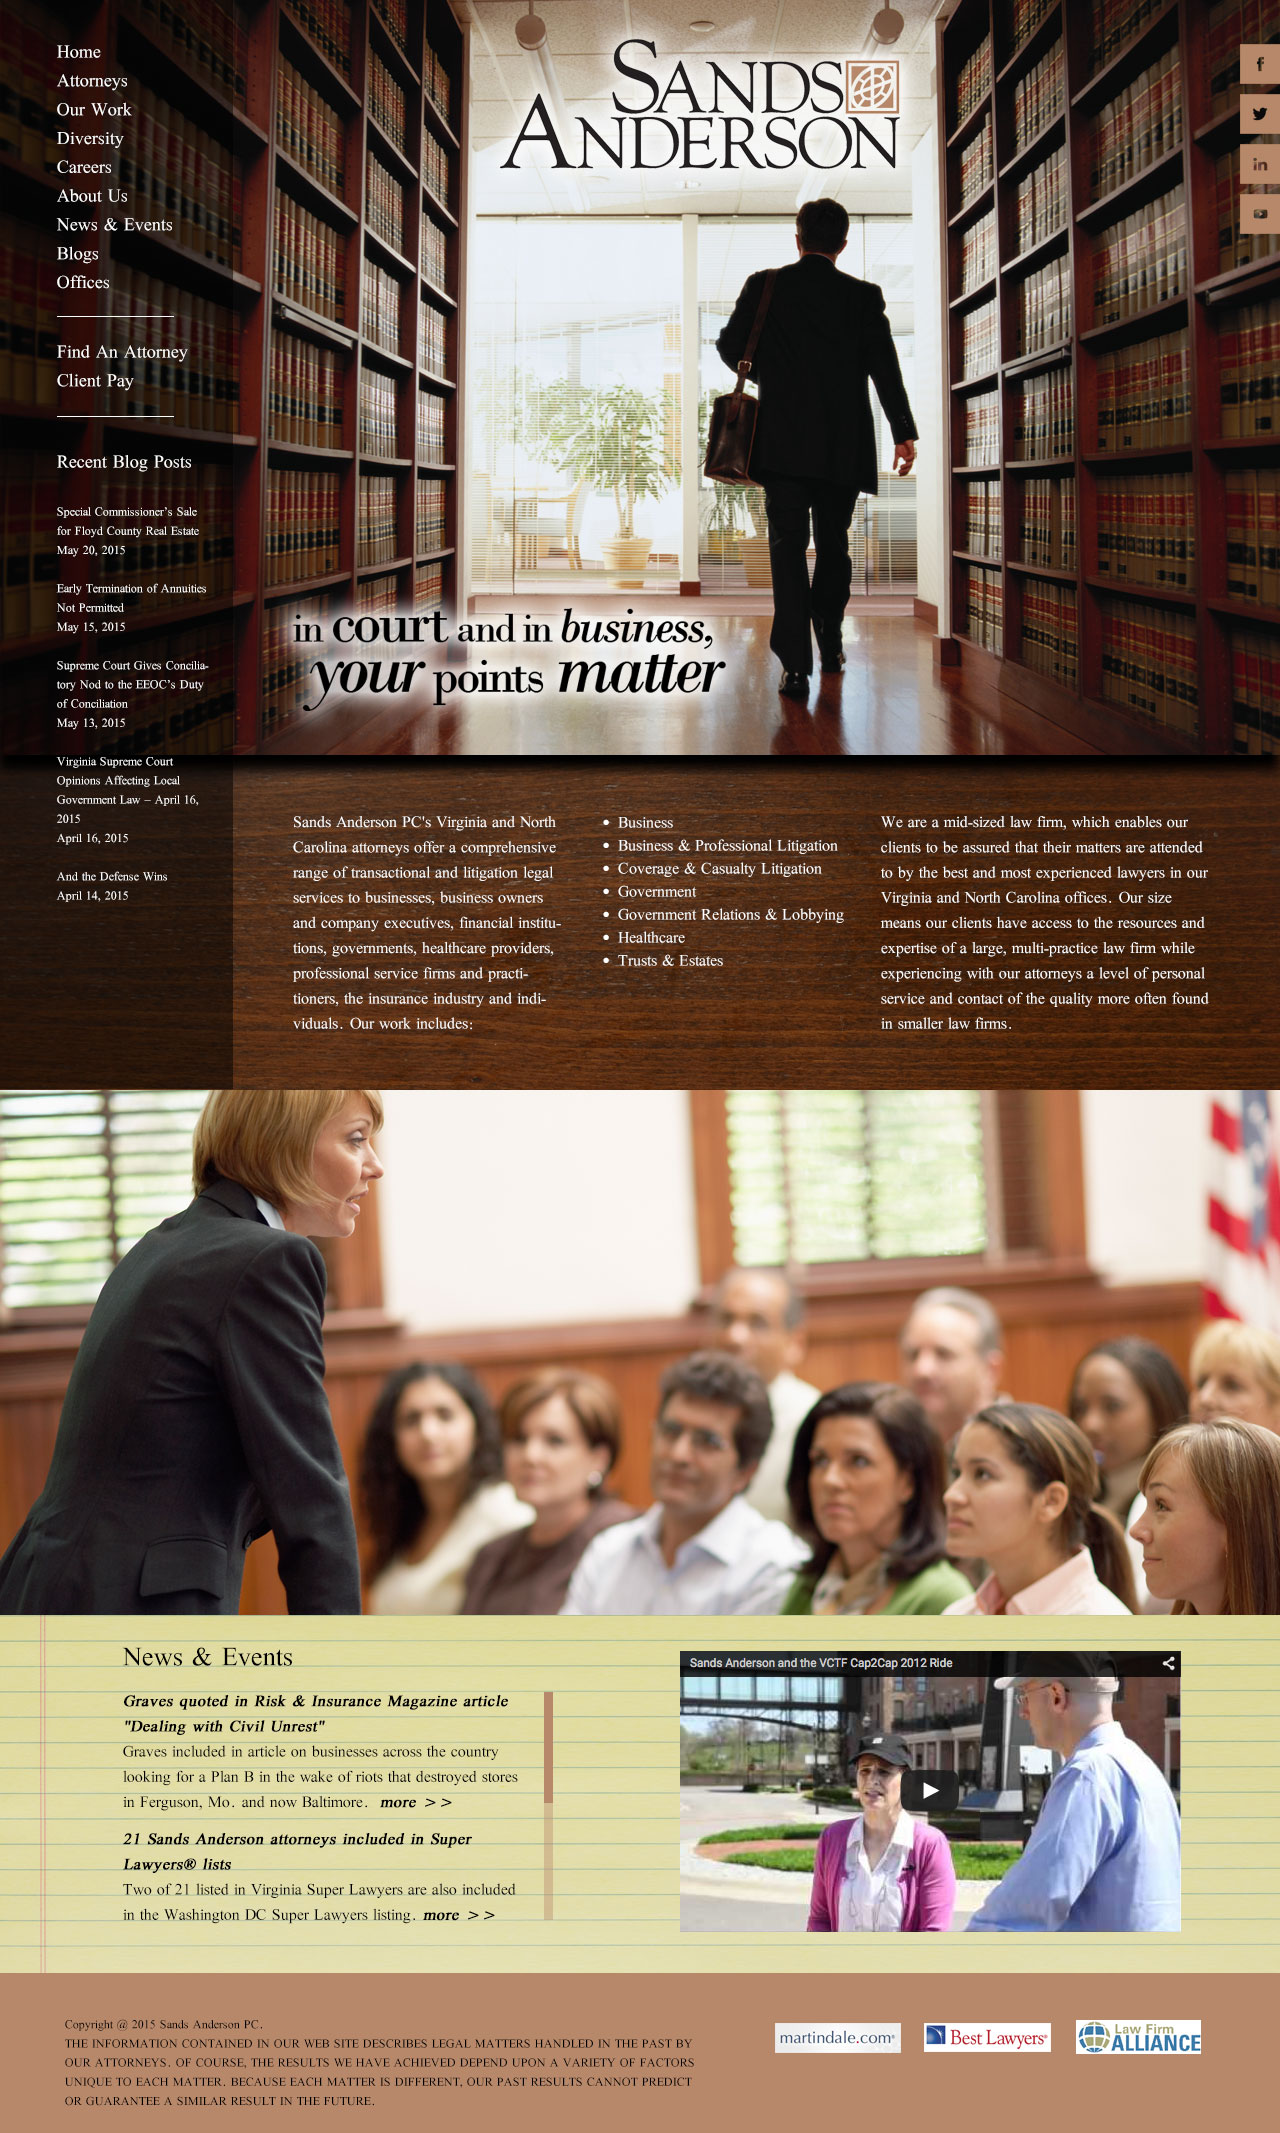 Home
Attorneys
Our Work
Diversity
Careers
About Us
News & Events
Blogs
Offices
Find An Attorney
Client Pay
Recent Blog Posts
Special Commissioner's Sale
for Floyd County Real Estate
May 20, 2015
Early Termination of Annuities
Not Permitted
May 15, 2015
Supreme Court Gives Concilia-
tory Nod to the EEOC's Duty
of Conciliation
May 13, 2015
Virginia Supreme Court
Opinions Affecting Local
Government Law – April 16,
2015
April 16, 2015
And the Defense Wins
April 14, 2015
SANDS
ANDERSON
f
in
in court and in business,
your points matter
Sands Anderson PC's Virginia and North
Carolina attorneys offer a comprehensive
range of transactional and litigation legal
services to businesses, business owners
and company executives, financial institu-
tions, governments, healthcare providers,
professional service firms and practi-
tioners, the insurance industry and indi-
viduals. Our work includes:
• Business
• Business & Professional Litigation
• Coverage & Casualty Litigation
• Government
• Government Relations & Lobbying
• Healthcare
• Trusts & Estates
We are a mid-sized law firm, which enables our
clients to be assured that their matters are attended
to by the best and most experienced lawyers in our
Virginia and North Carolina offices. Our size
means our clients have access to the resources and
expertise of a large, multi-practice law firm while
experiencing with our attorneys a level of personal
service and contact of the quality more often found
in smaller law firms.
News & Events
Graves quoted in Risk & Insurance Magazine article
"Dealing with Civil Unrest"
Graves included in article on businesses across the country
looking for a Plan B in the wake of riots that destroyed stores
in Ferguson, Mo. and now Baltimore. more >>
21 Sands Anderson attorneys included in Super
Lawyers® lists
Two of 21 listed in Virginia Super Lawyers are also included
in the Washington DC Super Lawyers listing. more >>
Sands Anderson and the VCTF Cap2Cap 2012 Ride
Copyright @ 2015 Sands Anderson PC.
THE INFORMATION CONTAINED IN OUR WEB SITE DESCRIBES LEGAL MATTERS HANDLED IN THE PAST BY
OUR ATTORNEYS. OF COURSE, THE RESULTS WE HAVE ACHIEVED DEPEND UPON A VARIETY OF FACTORS
UNIQUE TO EACH MATTER. BECAUSE EACH MATTER IS DIFFERENT, OUR PAST RESULTS CANNOT PREDICT
OR GUARANTEE A SIMILAR RESULT IN THE FUTURE.
martindale.com®
Best Lawyers®
Law Firm
ALLIANCE